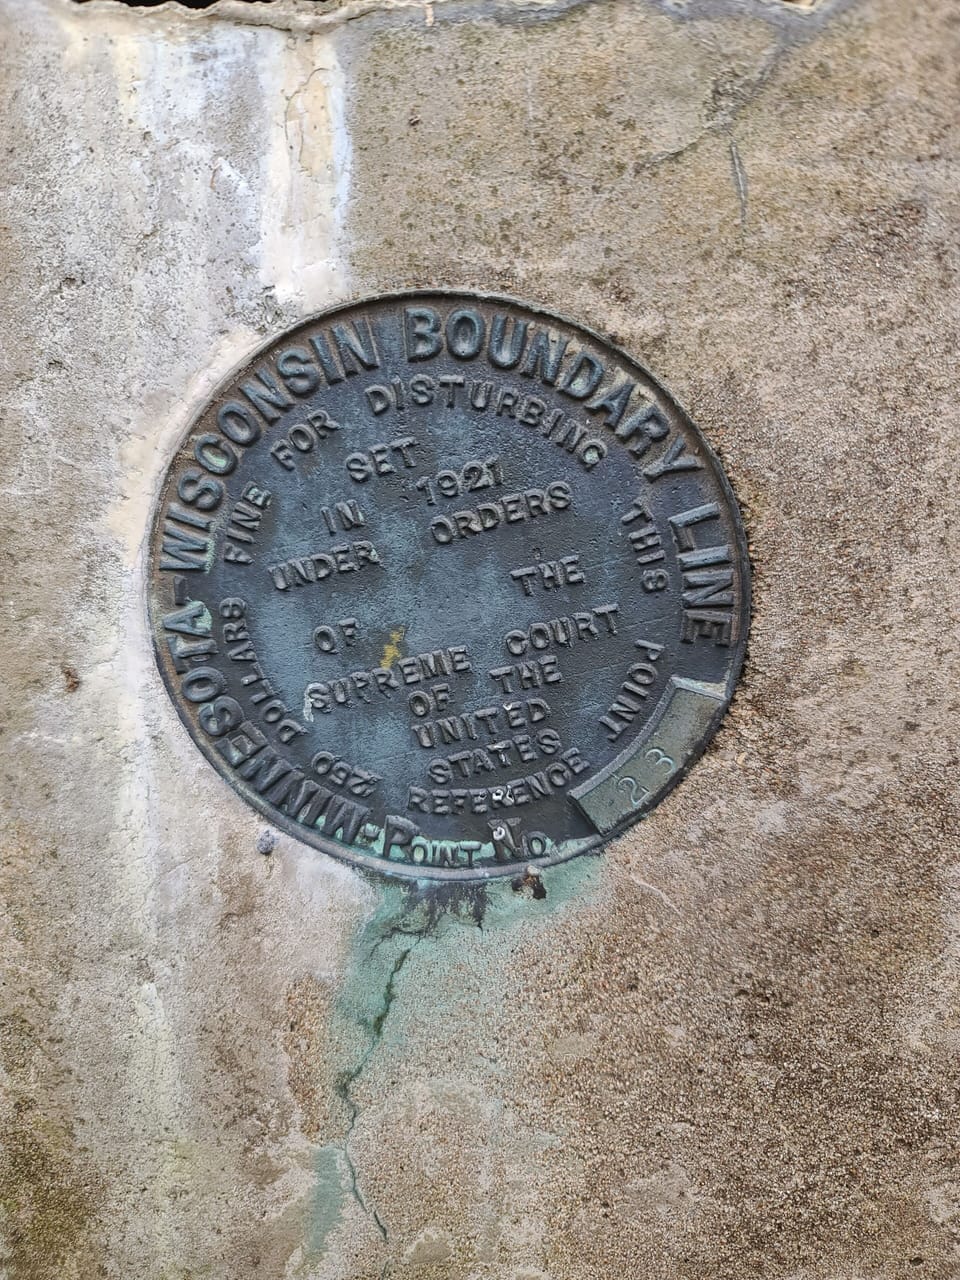 MINNESOTA-WISCONSIN BOUNDARY LINE
250 DOLLARS FINE FOR DISTURBING THIS POINT
SET
IN 1921
UNDER ORDERS
OF THE
SUPREME COURT
OF THE
UNITED
STATES
REFERENCE
POINT NO
23